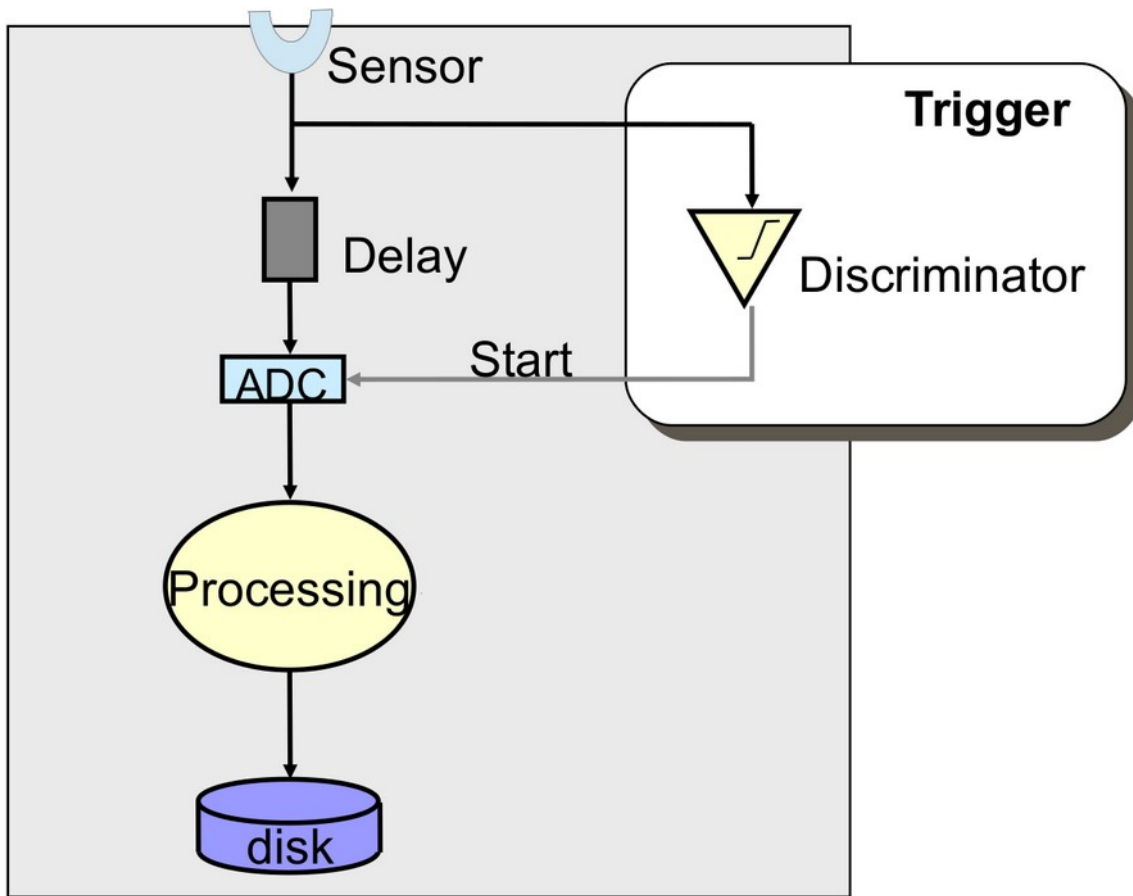 Sensor
Trigger
Delay
Discriminator
Start
ADC
Processing
disk